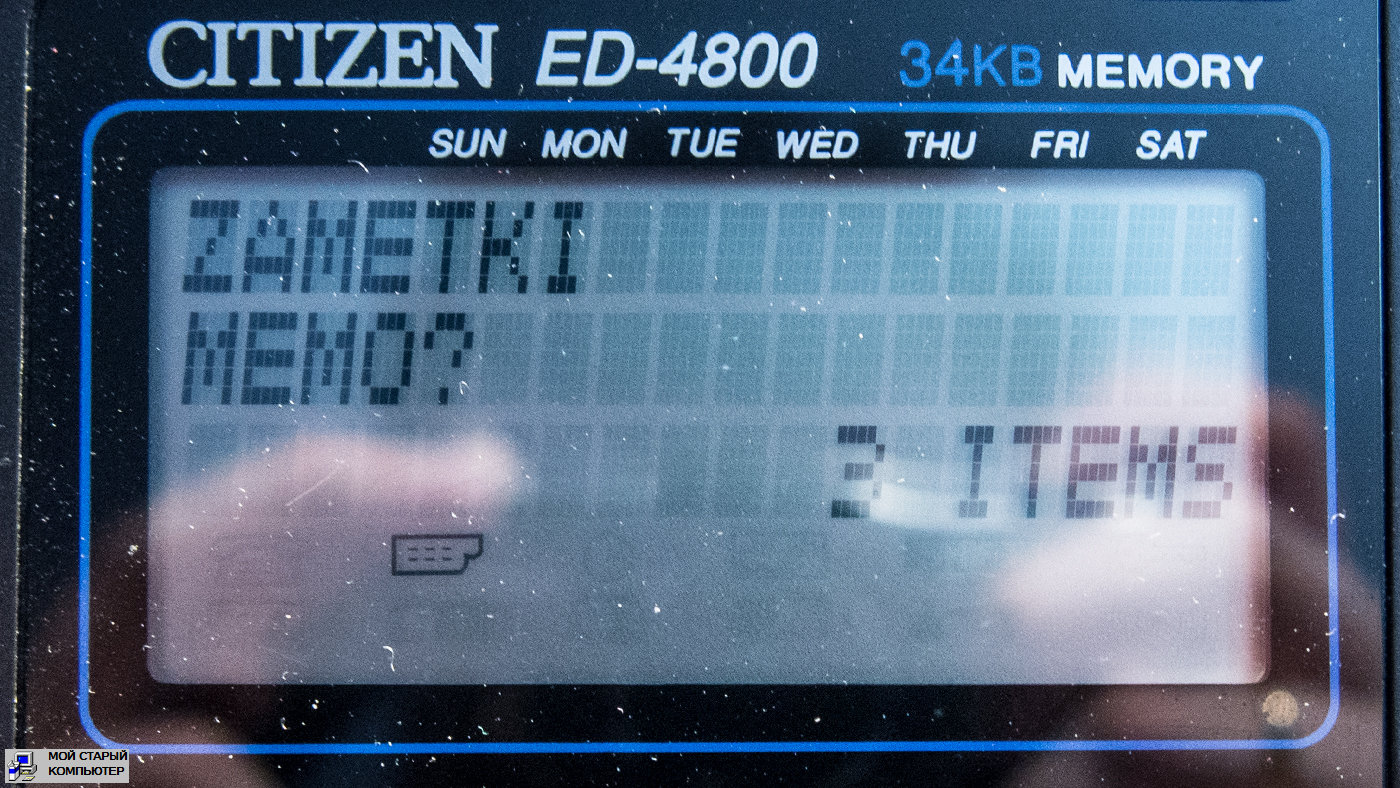 CITIZEN ED-4800 34KB MEMORY
SUN MON TUE WED THU FRI SAT
ZAMETKI
MEMO?
3 ITEMS
МОЙ СТАРЫЙ
КОМПЬЮТЕР